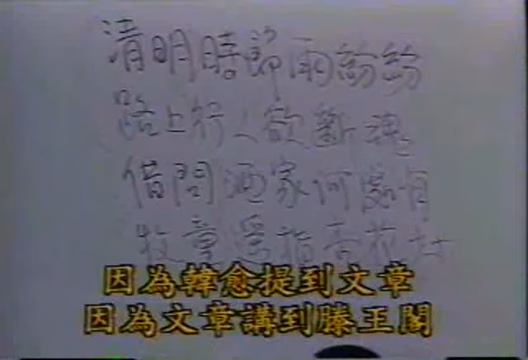 清明時節雨紛紛
路上行人欲斷魂
借問酒家何處有
牧童遙指杏花村
因為韓愈提到文章
因為文章講到滕王閣